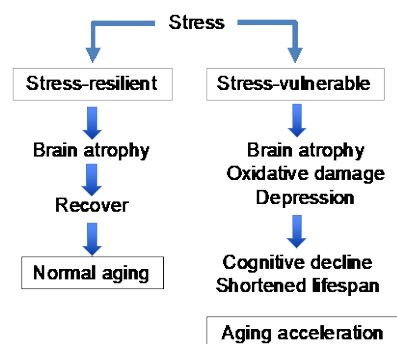 Stress
Stress-resilient
Brain atrophy
Recover
Normal aging
Stress-vulnerable
Brain atrophy
Oxidative damage
Depression
Cognitive decline
Shortened lifespan
Aging acceleration